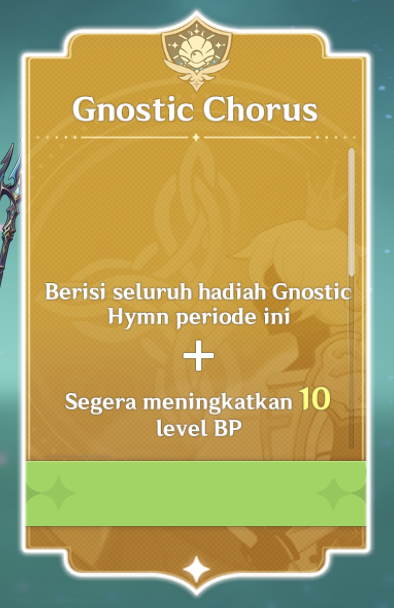 Gnostic Chorus
Berisi seluruh hadiah Gnostic
Hymn periode ini
+
Segera meningkatkan 10
level BP